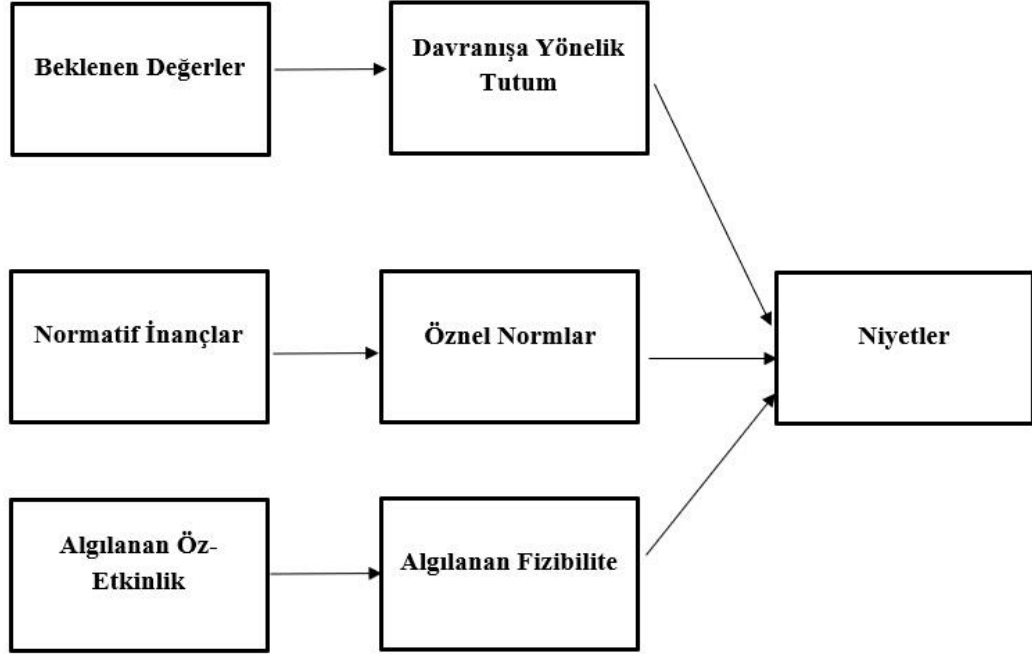 Beklenen Değerler
Davranışa Yönelik
Tutum
Normatif İnançlar
Öznel Normlar
Niyetler
Algılanan Öz-
Etkinlik
Algılanan Fizibilite